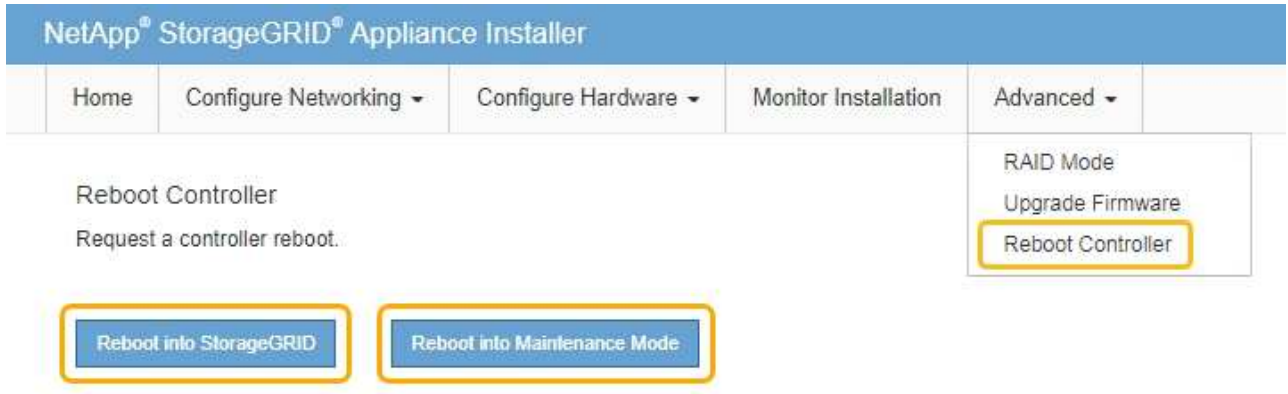 NetApp® StorageGRID® Appliance Installer
Home Configure Networking Configure Hardware Monitor Installation Advanced
RAID Mode
Upgrade Firmware
Reboot Controller
Reboot Controller
Request a controller reboot.
Reboot into StorageGRID Reboot into Maintenance Mode